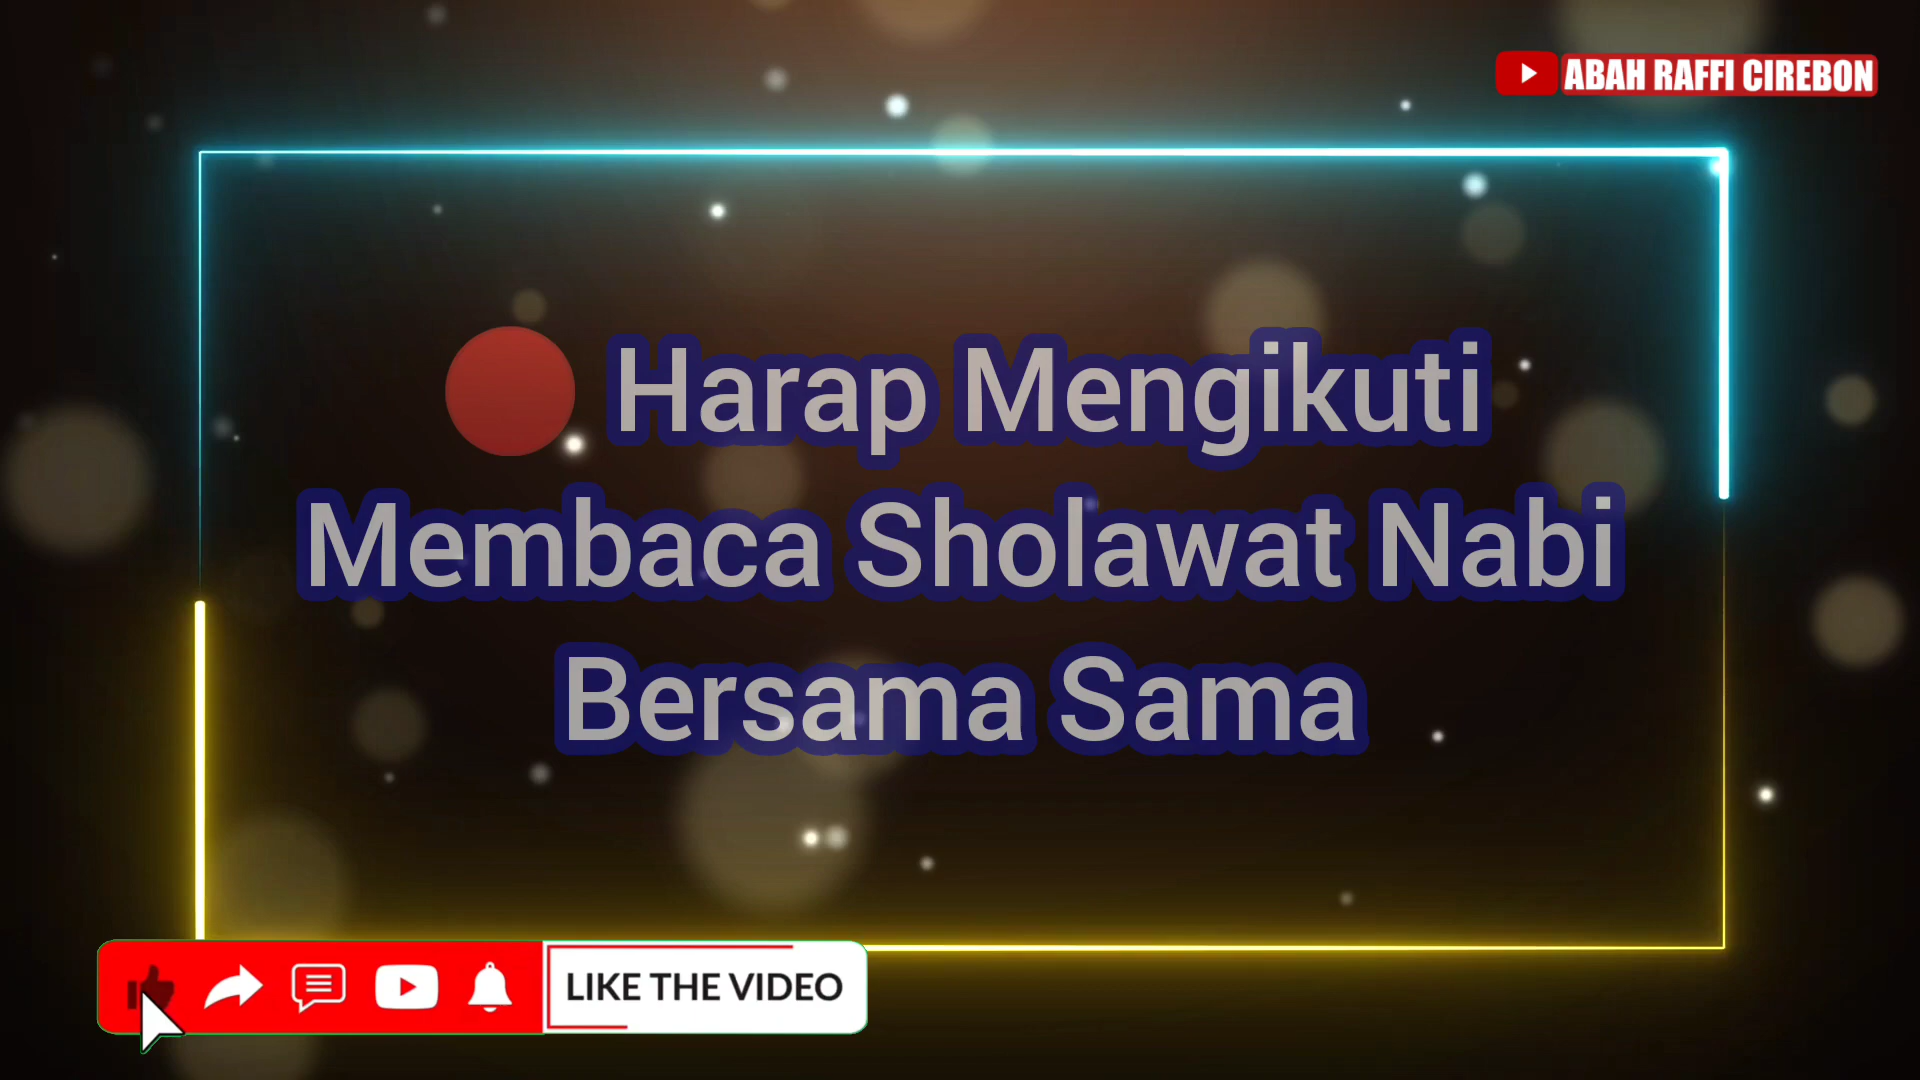 ABAH RAFFI CIREBON
Harap Mengikuti
Membaca Sholawat Nabi
Bersama Sama
LIKE THE VIDEO